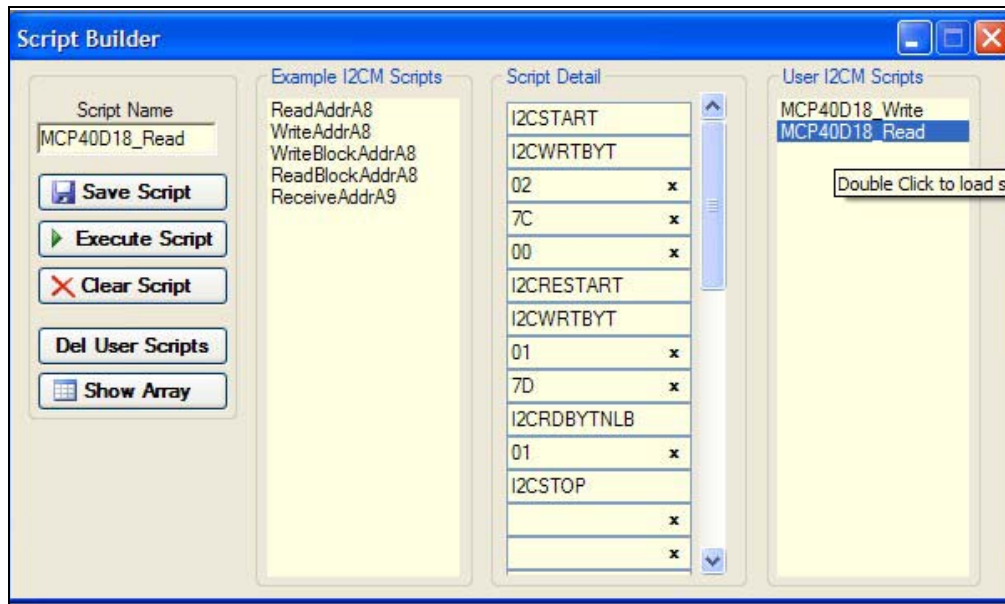 Script Builder
Script Name
MCP40D18_Read
Save Script
Execute Script
Clear Script
Del User Scripts
Show Array
Example I2CM Scripts
ReadAddrA8
WriteAddrA8
WriteBlockAddrA8
ReadBlockAddrA8
ReceiveAddrA9
Script Detail
I2CSTART
I2CWRTBYT
02 x
7C x
00 x
I2CRESTART
I2CWRTBYT
01 x
7D x
I2CRDBYTNLB
01 x
I2CSTOP
x
x
User I2CM Scripts
MCP40D18_Write
MCP40D18_Read
Double Click to load s